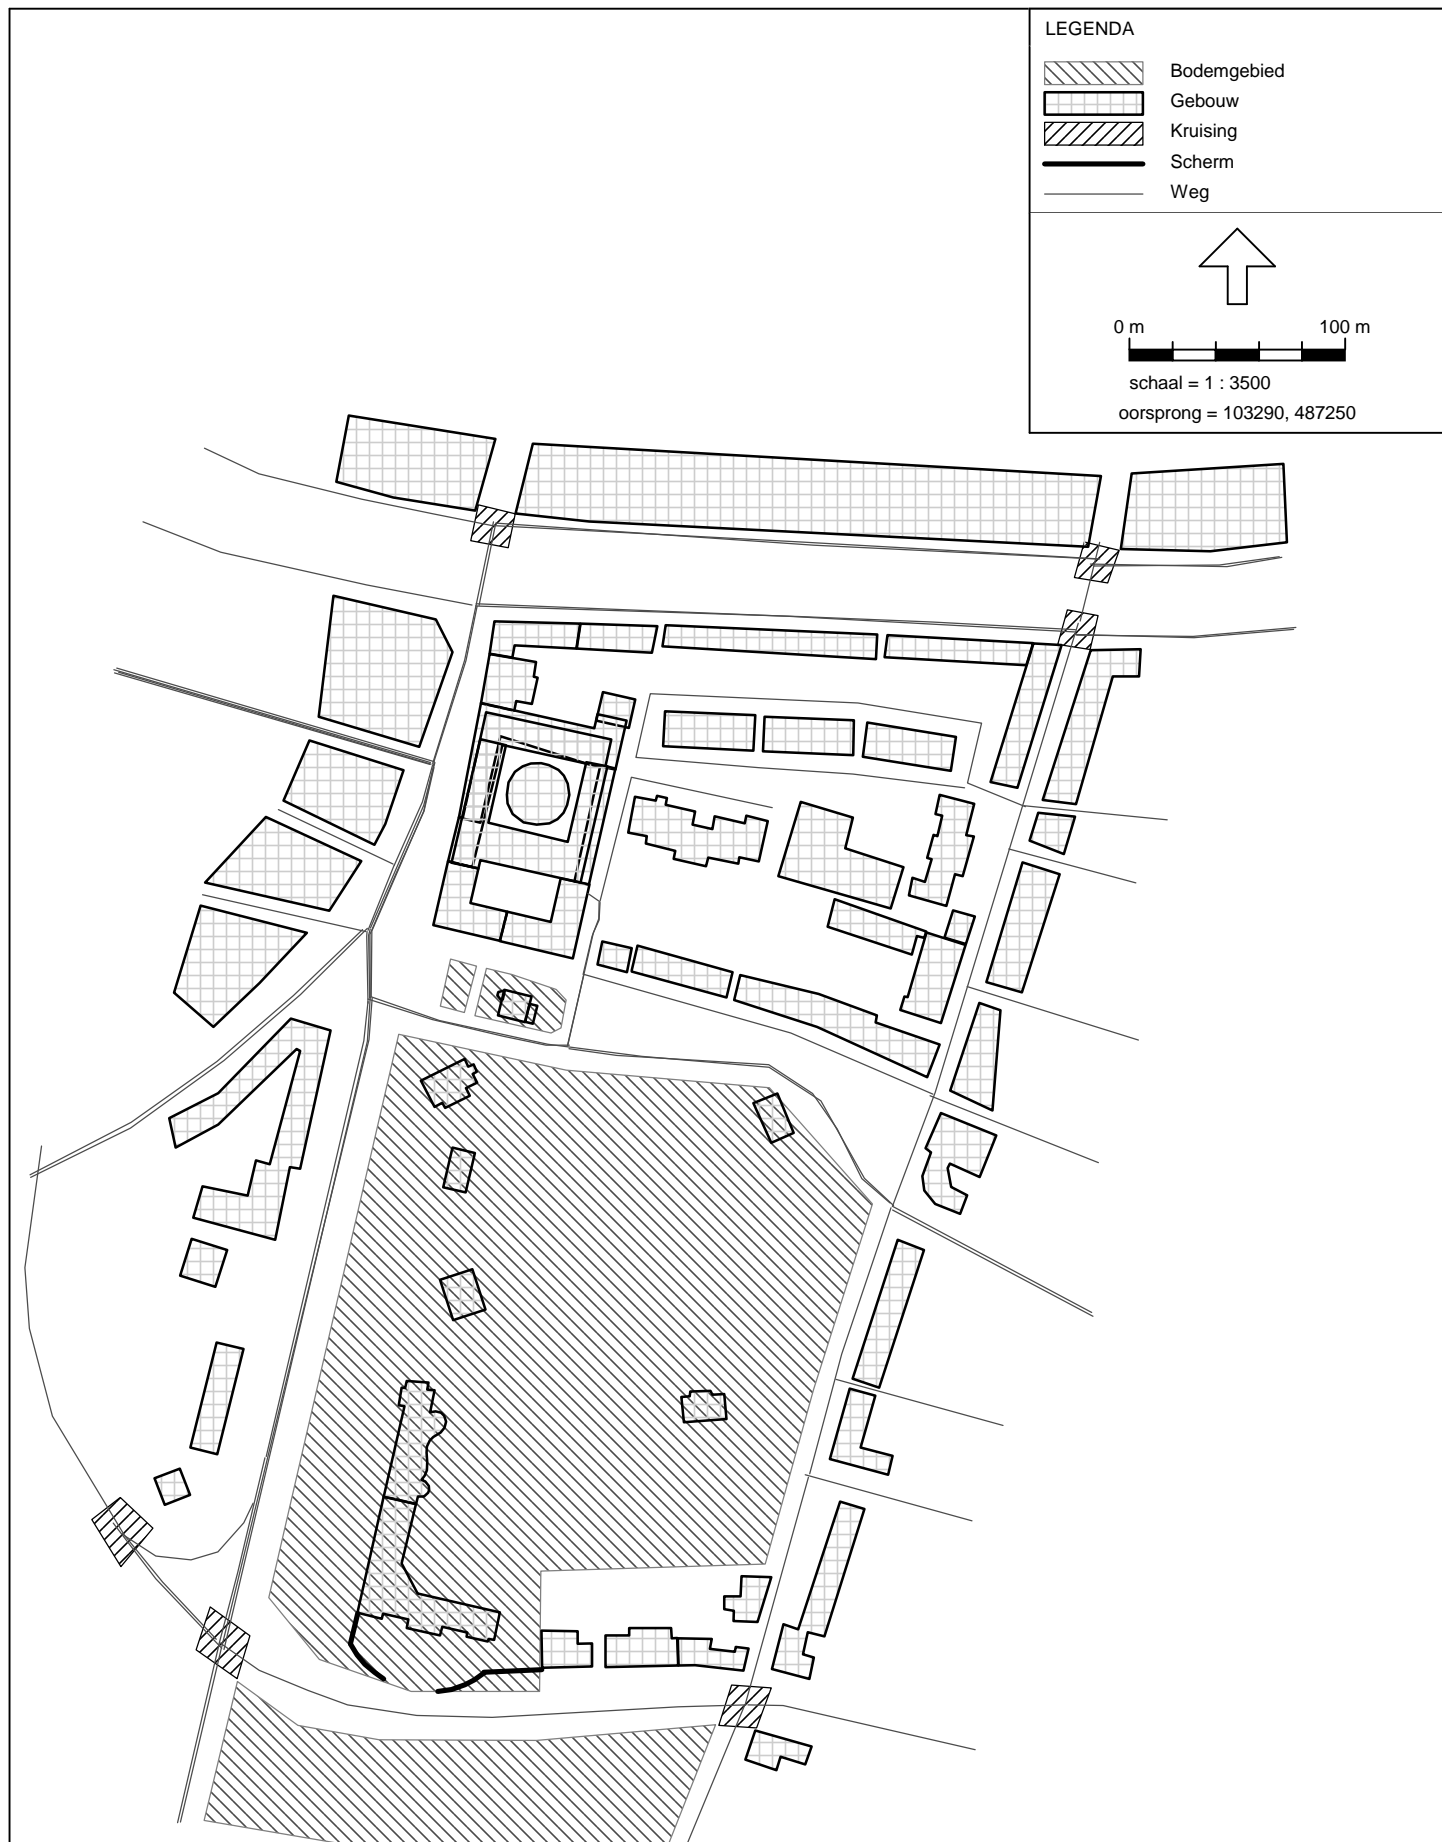 LEGENDA
Bodemgebied
Gebouw
Kruising
Scherm
Weg
0 m 100 m
schaal = 1 : 3500
oorsprong = 103290, 487250